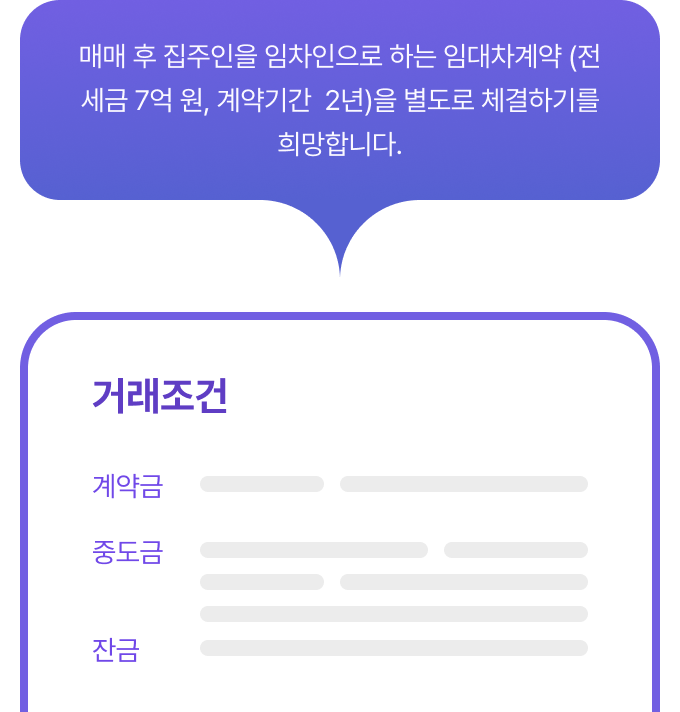 매매 후 집주인을 임차인으로 하는 임대차계약 (전
세금 7억 원, 계약기간  2년)을 별도로 체결하기를
희망합니다.
거래조건
계약금
중도금
잔금